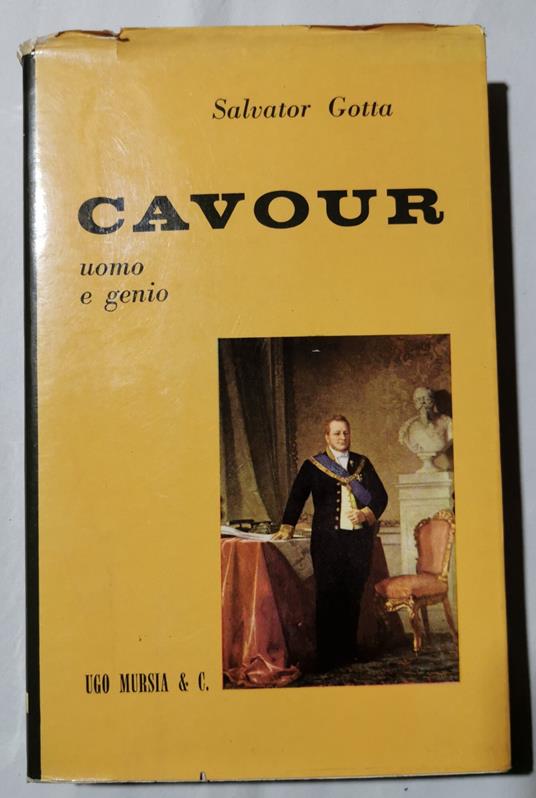 Salvator Gotta
CAVOUR
uomo
e genio
UGO MURSIA & C.